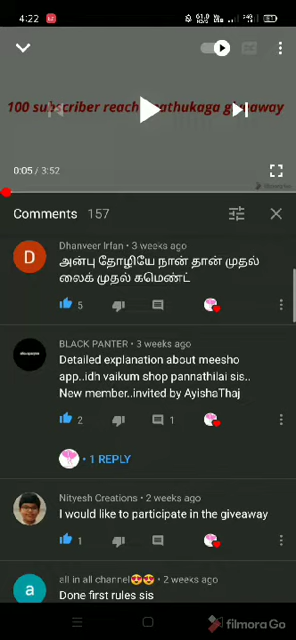 4:22
100 subscriber reach
giveaway
0:05 / 3:52
Comments 157
Dhanveer Irfan • 3 weeks ago
அன்பு தோழியே நான் தான் முதல்
லைக் முதல் கமெண்ட்
5
BLACK PANTER • 3 weeks ago
Detailed explanation about meesho
app..idh vaikum shop pannathilai sis..
New member..invited by AyishaThaj
2 1
• 1 REPLY
Nityesh Creations • 2 weeks ago
I would like to participate in the giveaway
1
all in all channel😍😍 • 2 weeks ago
a
Done first rules sis
filmoraGo